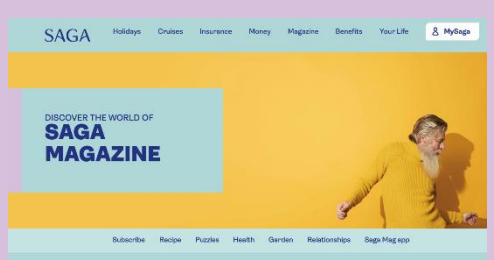 SAGA Holidays Cruises Insurance Money Magazine Benefits Your Life MySaga
DISCOVER THE WORLD OF
SAGA
MAGAZINE
Subscribe Recipe Puzzles Health Garden Relationships Saga Mag app